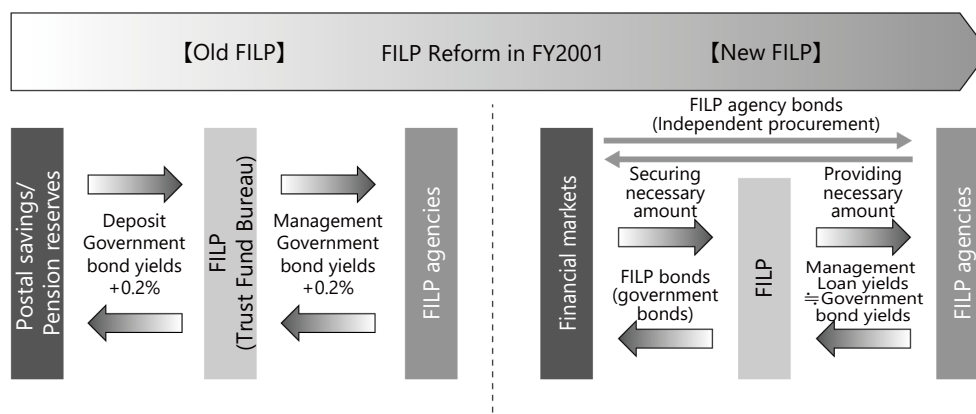 【Old FILP】
FILP Reform in FY2001
【New FILP】
Postal savings/
Pension reserves
Deposit
Government
bond yields
+0.2%
FILP
(Trust Fund Bureau)
Management
Government
bond yields
+0.2%
FILP agencies
FILP agency bonds
(Independent procurement)
Financial markets
Securing
necessary
amount
FILP bonds
(government
bonds)
FILP
Providing
necessary
amount
Management
Loan yields
≒Government
bond yields
FILP agencies